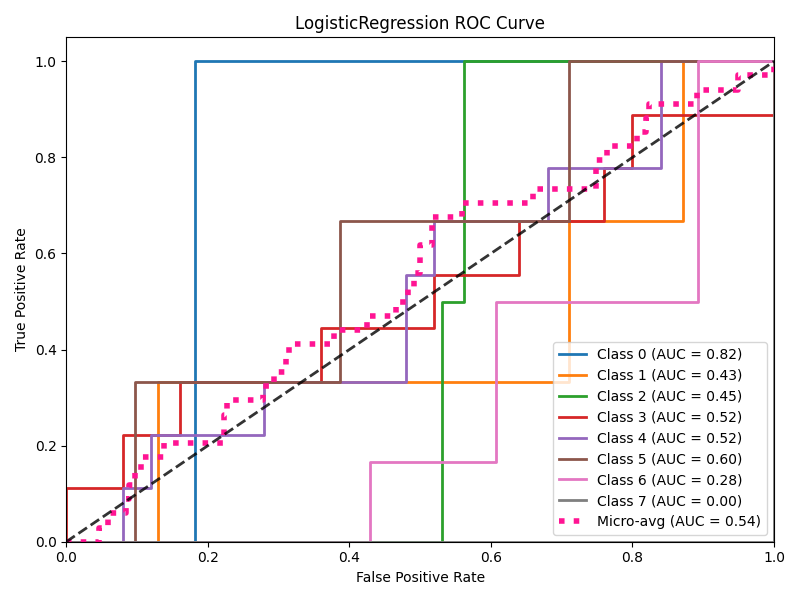 LogisticRegression ROC Curve
True Positive Rate
1.0
0.8
0.6
0.4
0.2
0.0
0.0 0.2 0.4 0.6 0.8 1.0
False Positive Rate
Class 0 (AUC = 0.82)
Class 1 (AUC = 0.43)
Class 2 (AUC = 0.45)
Class 3 (AUC = 0.52)
Class 4 (AUC = 0.52)
Class 5 (AUC = 0.60)
Class 6 (AUC = 0.28)
Class 7 (AUC = 0.00)
Micro-avg (AUC = 0.54)